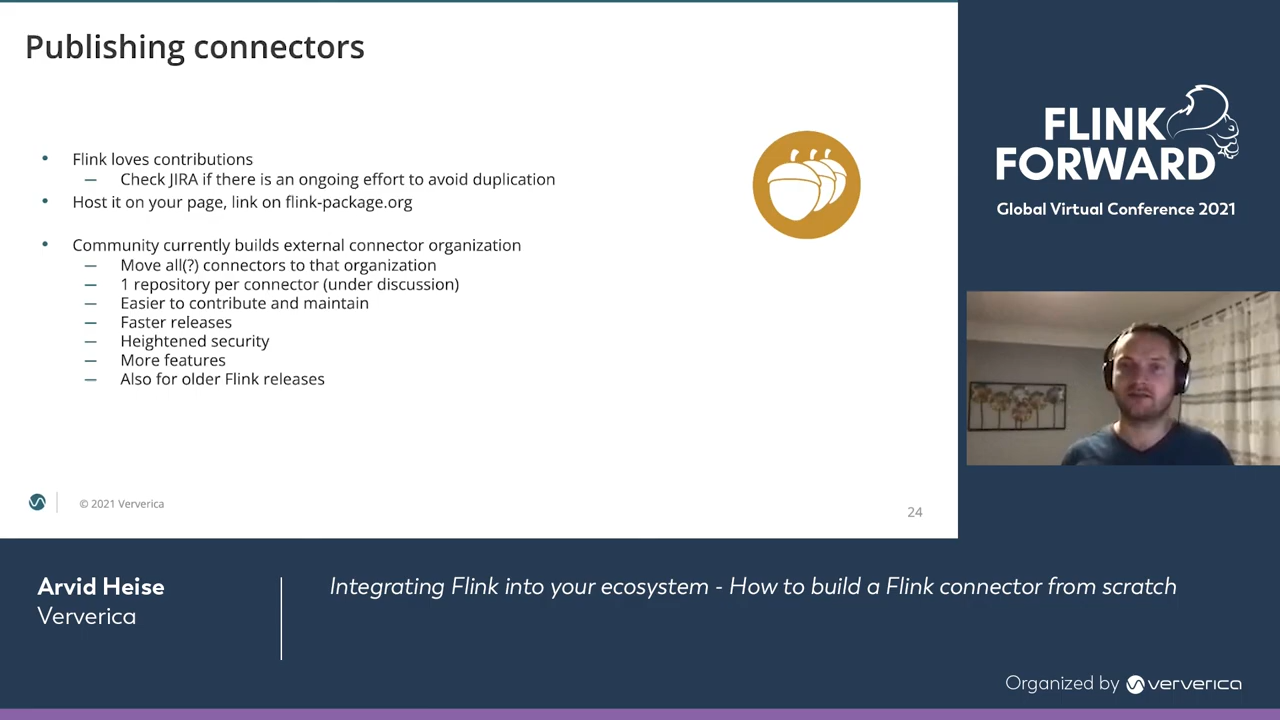 Publishing connectors
• Flink loves contributions
— Check JIRA if there is an ongoing effort to avoid duplication
• Host it on your page, link on flink-package.org
• Community currently builds external connector organization
— Move all(?) connectors to that organization
— 1 repository per connector (under discussion)
— Easier to contribute and maintain
— Faster releases
— Heightened security
— More features
— Also for older Flink releases
© 2021 Ververica
24
FLINK
FORWARD
Global Virtual Conference 2021
Arvid Heise
Ververica
Integrating Flink into your ecosystem - How to build a Flink connector from scratch
Organized by ververica